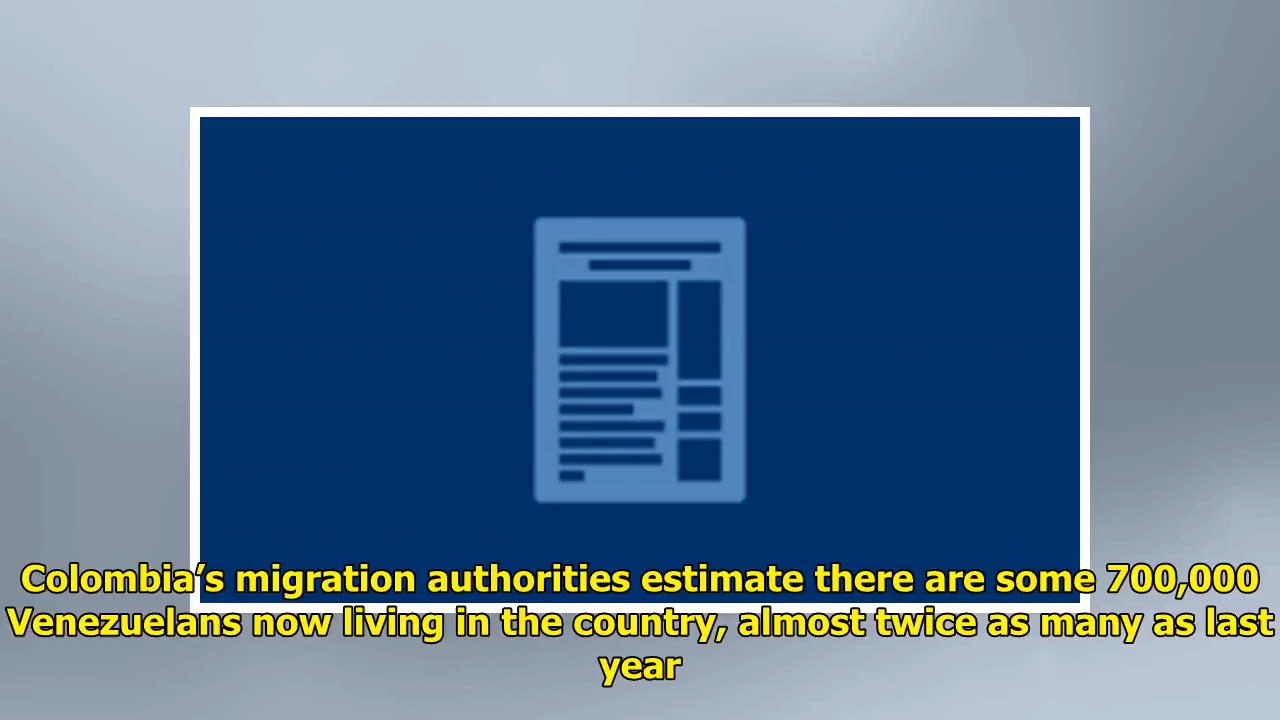 Colombia’s migration authorities estimate there are some 700,000
Venezuelans now living in the country, almost twice as many as last
year